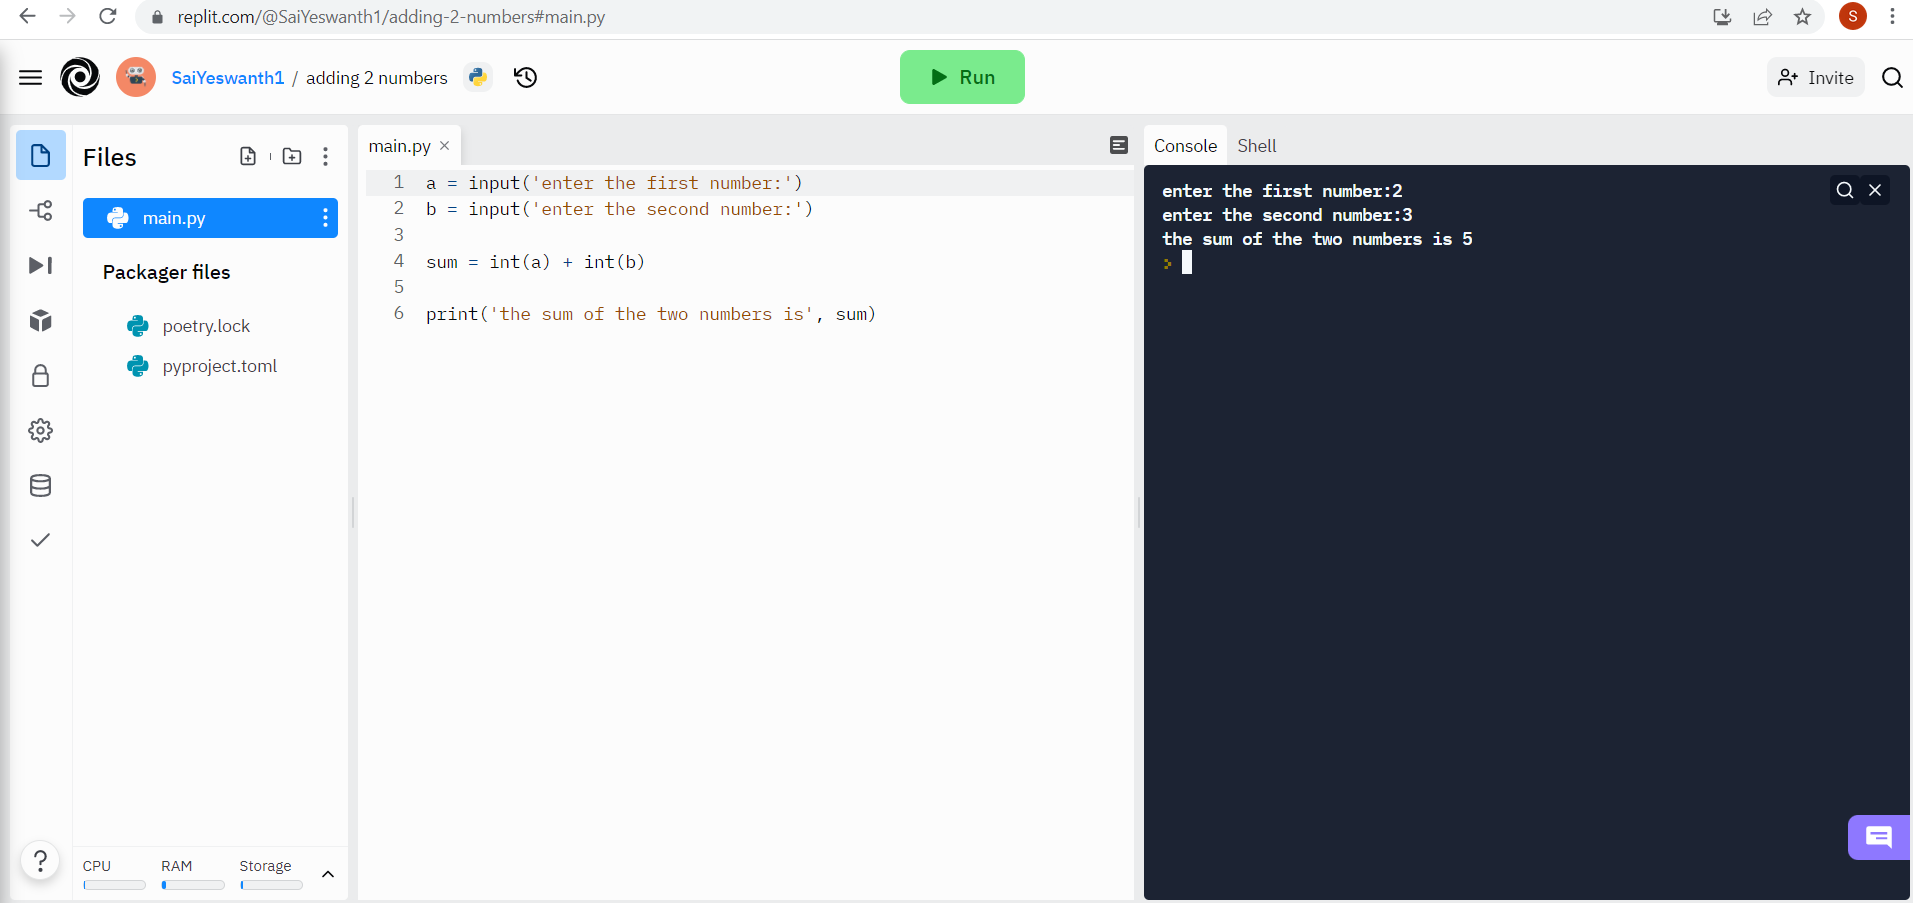 replit.com/@SaiYeswanth1/adding-2-numbers#main.py
S
SaiYeswanth1 / adding 2 numbers
Run
Invite
Files
main.py
Packager files
poetry.lock
pyproject.toml
CPU RAM Storage
?
main.py ×
1 a = input('enter the first number:')
2 b = input('enter the second number:')
3
4 sum = int(a) + int(b)
5
6 print('the sum of the two numbers is', sum)
Console Shell
enter the first number:2
enter the second number:3
the sum of the two numbers is 5
>